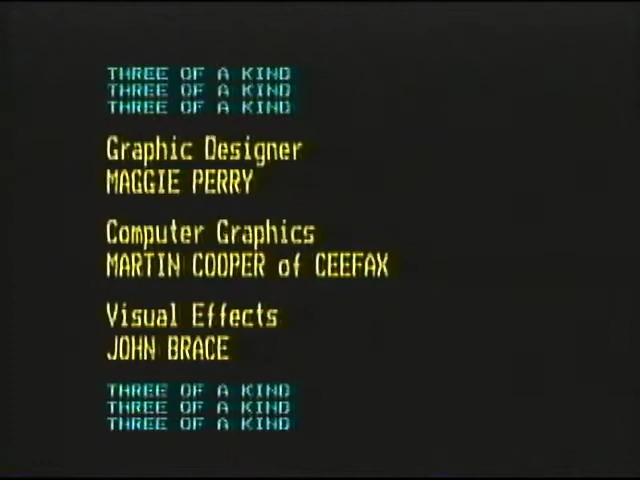 THREE OF A KIND
THREE OF A KIND
THREE OF A KIND
Graphic Designer
MAGGIE PERRY
Computer Graphics
MARTIN COOPER of CEEFAX
Visual Effects
JOHN BRACE
THREE OF A KIND
THREE OF A KIND
THREE OF A KIND